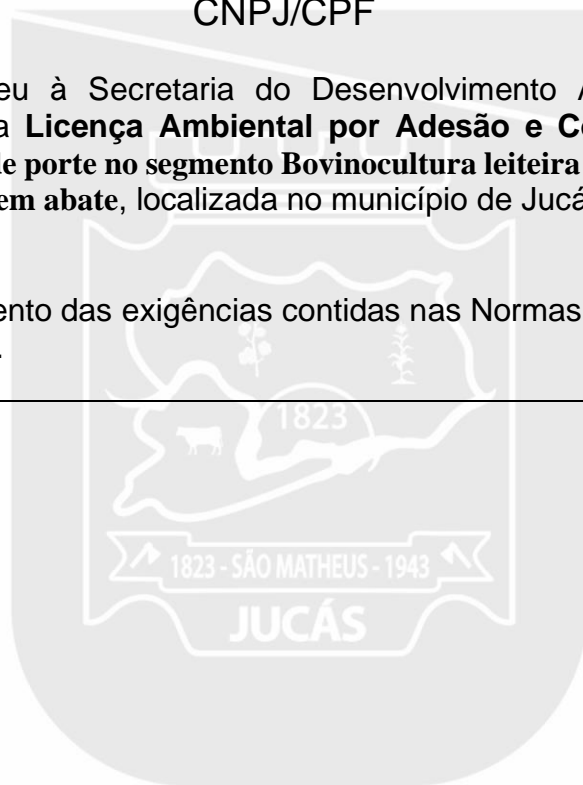 CNPJ/CPF
eu à Secretaria do Desenvolvimento A
a Licença Ambiental por Adesão e Co
de porte no segmento Bovinocultura leiteira
em abate, localizada no município de Jucá
ento das exigências contidas nas Normas
.
1823
1823 - SÃO MATHEUS - 1943
JUCÁS